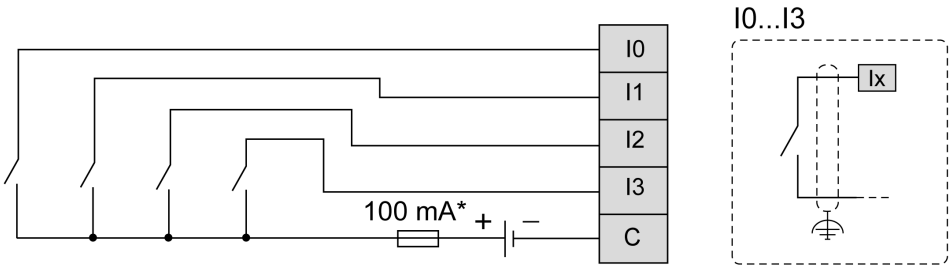 I0
I1
I2
I3
100 mA*
+ –
C
I0...I3
Ix